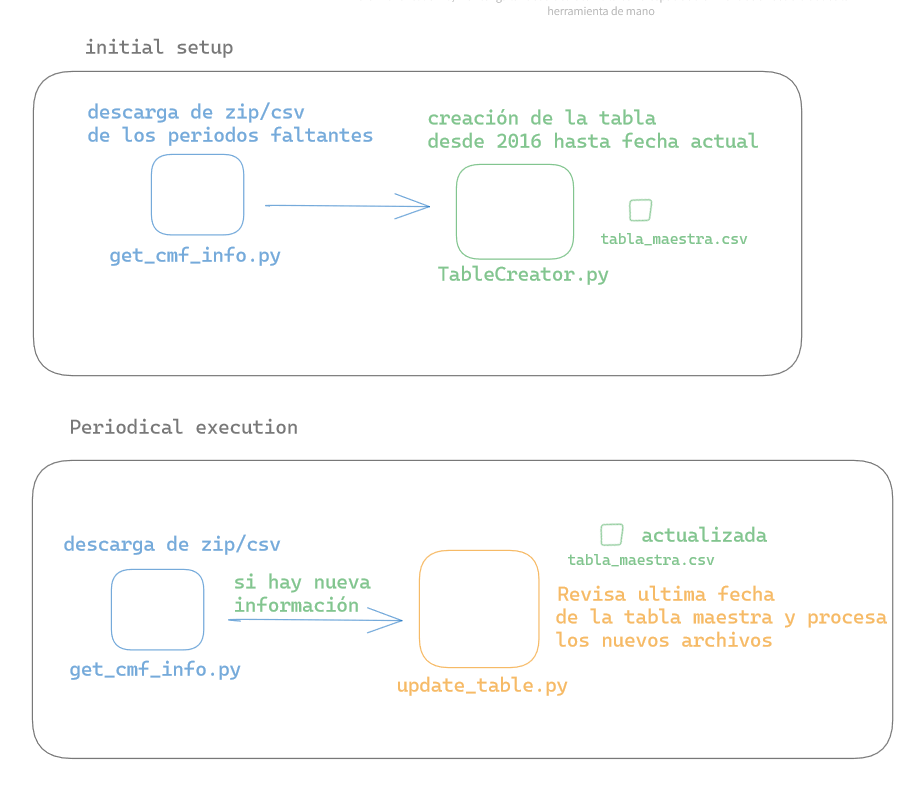 herramienta de mano
initial setup
descarga de zip/csv
de los periodos faltantes
creación de la tabla
desde 2016 hasta fecha actual
tabla_maestra.csv
get_cmf_info.py
TableCreator.py
Periodical execution
actualizada
descarga de zip/csv
tabla_maestra.csv
si hay nueva
información
Revisa ultima fecha
de la tabla maestra y procesa
los nuevos archivos
get_cmf_info.py
update_table.py